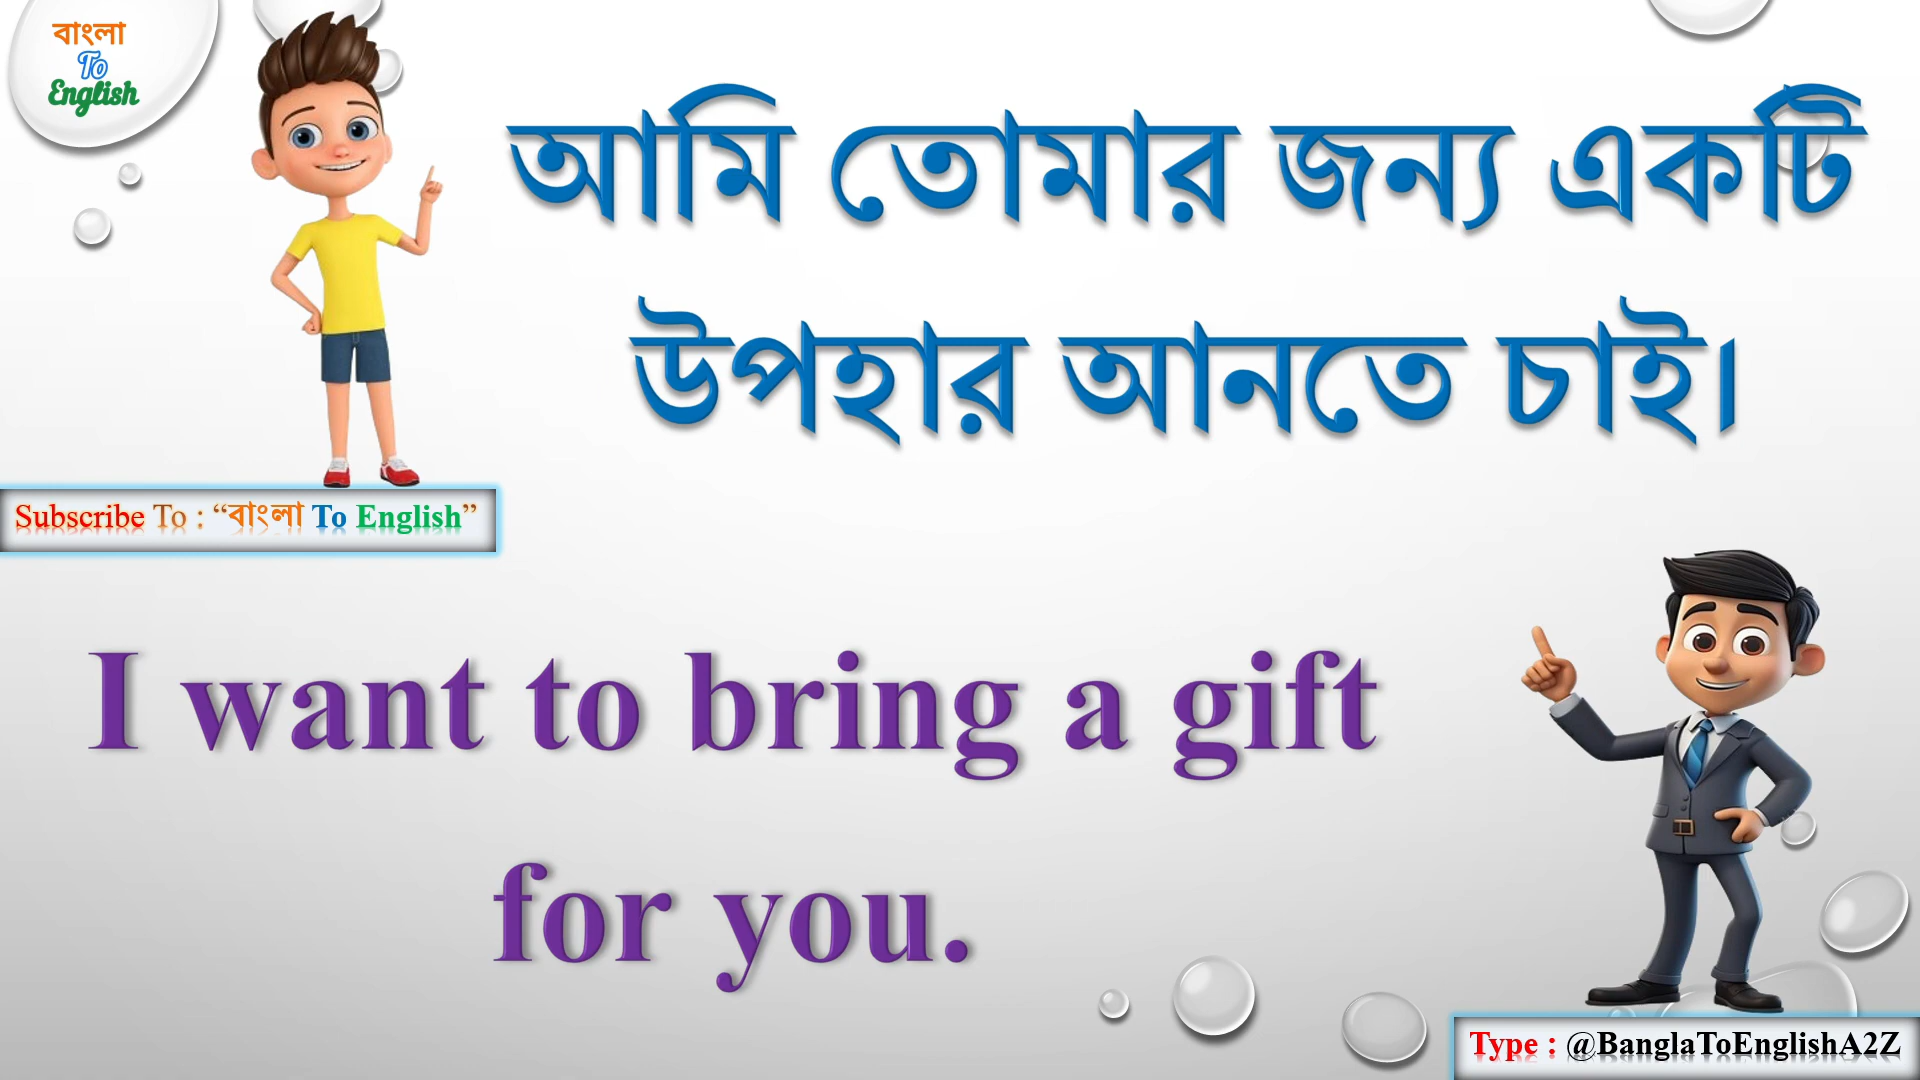 বাংলা
To
English
আমি তোমার জন্য একটি
উপহার আনতে চাই।
Subscribe To : “বাংলা To English”
I want to bring a gift
for you.
Type : @BanglaToEnglishA2Z